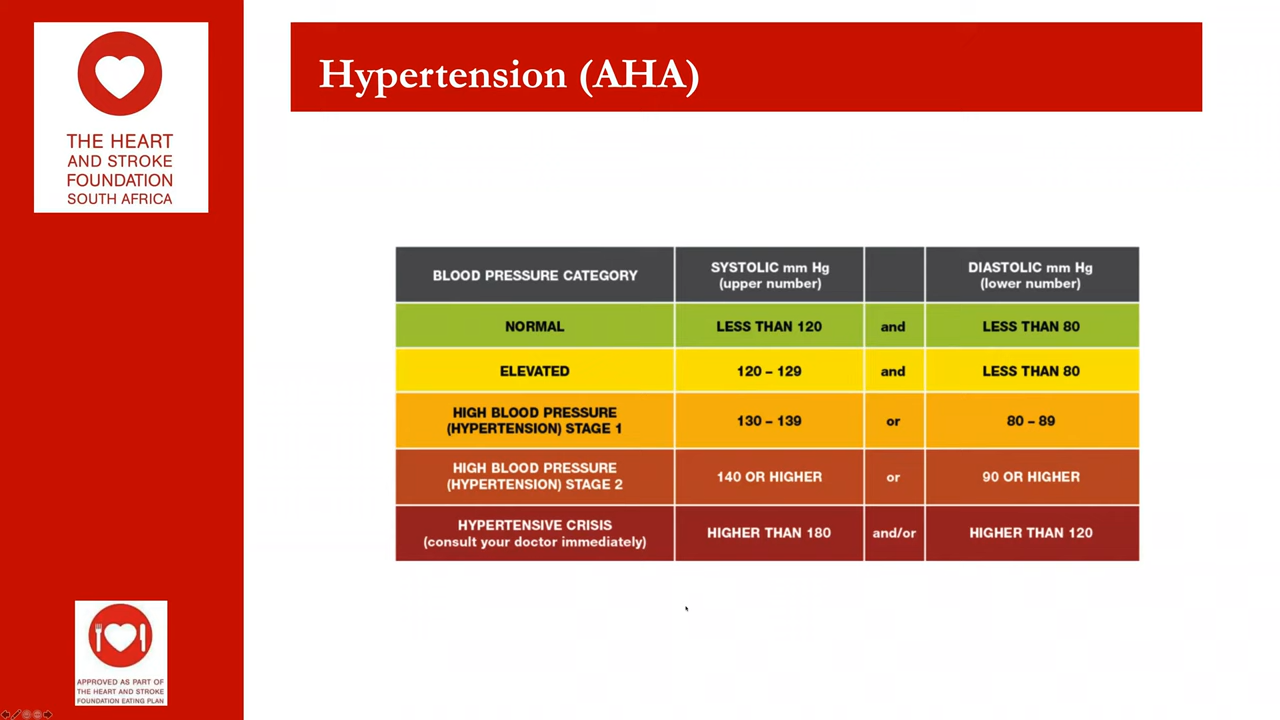 THE HEART
AND STROKE
FOUNDATION
SOUTH AFRICA
Hypertension (AHA)
BLOOD PRESSURE CATEGORY
SYSTOLIC mm Hg
(upper number)
DIASTOLIC mm Hg
(lower number)
NORMAL
LESS THAN 120
and
LESS THAN 80
ELEVATED
120 – 129
and
LESS THAN 80
HIGH BLOOD PRESSURE
(HYPERTENSION) STAGE 1
130 – 139
or
80 – 89
HIGH BLOOD PRESSURE
(HYPERTENSION) STAGE 2
140 OR HIGHER
or
90 OR HIGHER
HYPERTENSIVE CRISIS
(consult your doctor immediately)
HIGHER THAN 180
and/or
HIGHER THAN 120
APPROVED AS PART OF
THE HEART AND STROKE
FOUNDATION EATING PLAN